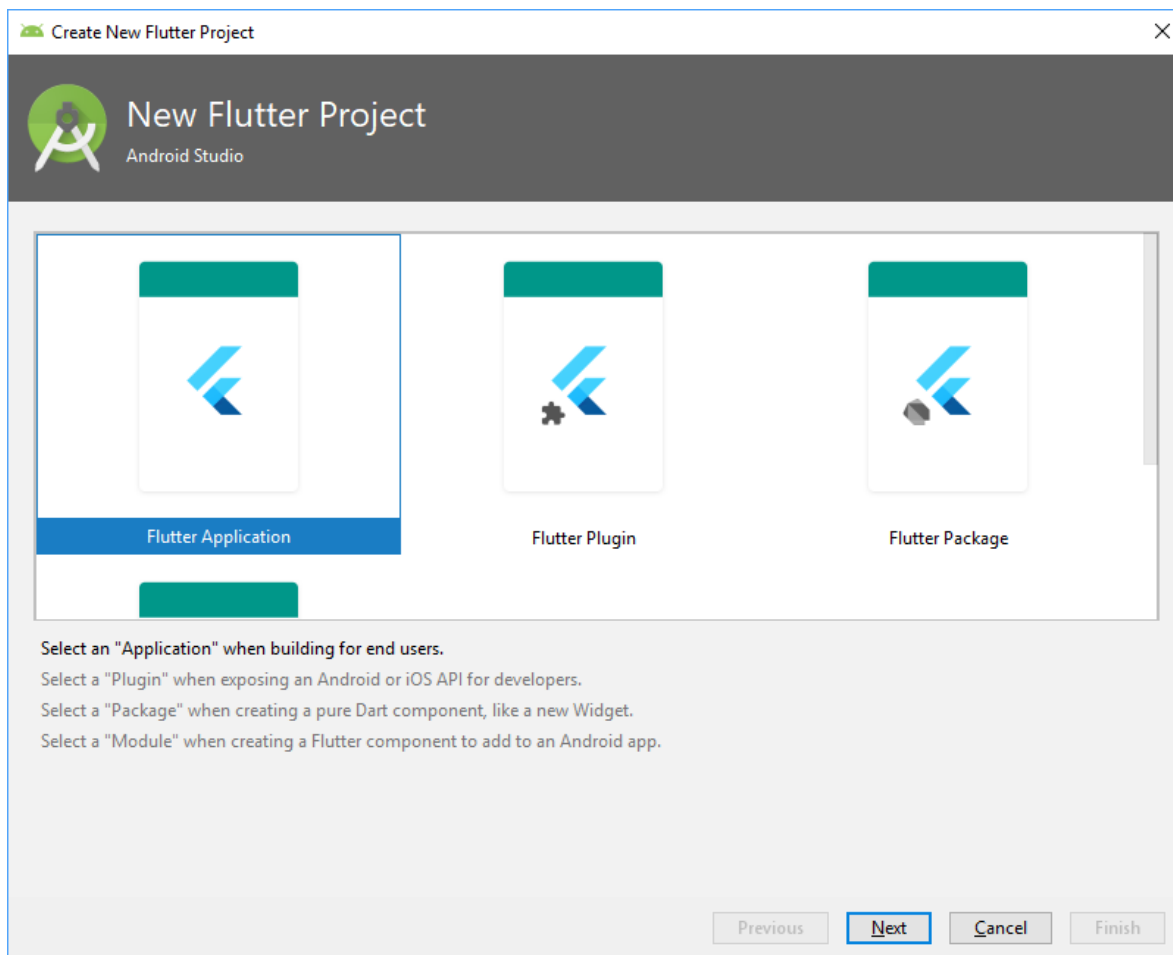 Create New Flutter Project
New Flutter Project
Android Studio
Flutter Application
Flutter Plugin
Flutter Package
Select an "Application" when building for end users.
Select a "Plugin" when exposing an Android or iOS API for developers.
Select a "Package" when creating a pure Dart component, like a new Widget.
Select a "Module" when creating a Flutter component to add to an Android app.
Previous Next Cancel Finish